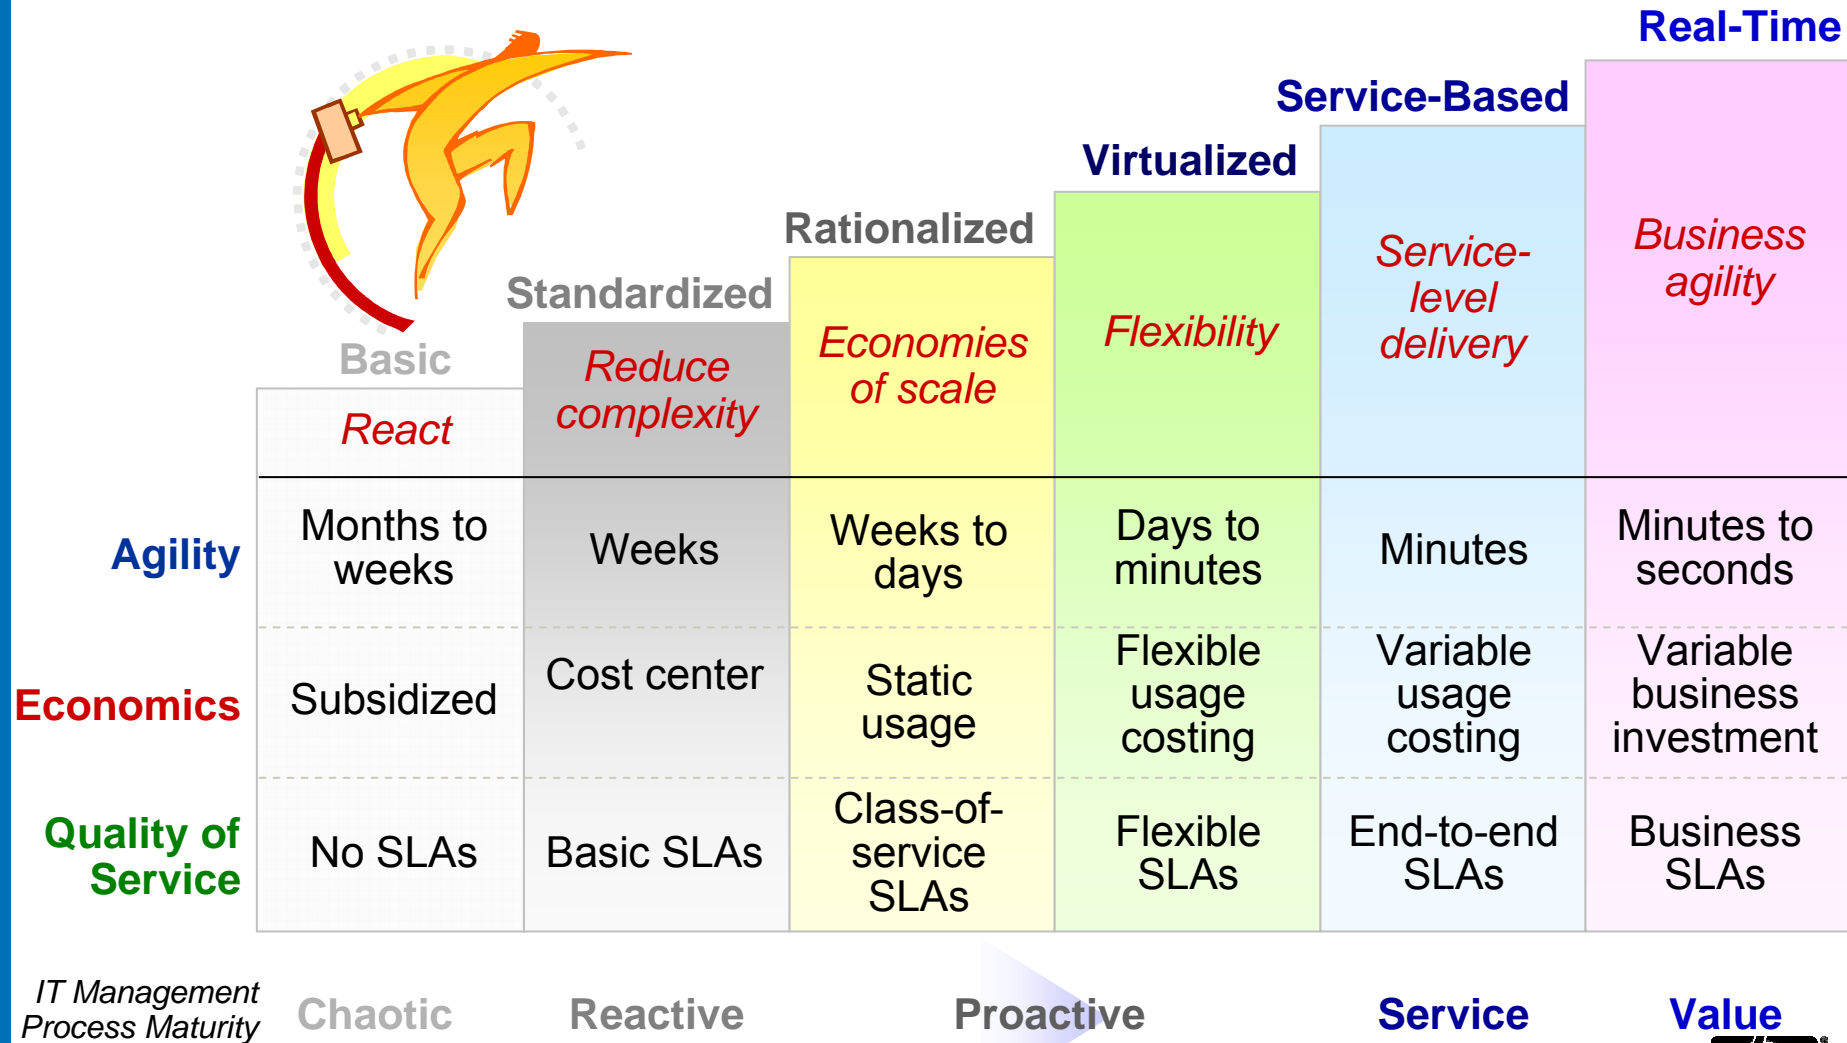 Real-Time
Service-Based
Virtualized
Rationalized
Standardized
Basic
React
Reduce
complexity
Economies
of scale
Flexibility
Service-
level
delivery
Business
agility
Agility
Months to
weeks
Weeks
Weeks to
days
Days to
minutes
Minutes
Minutes to
seconds
Economics
Subsidized
Cost center
Static
usage
Flexible
usage
costing
Variable
usage
costing
Variable
business
investment
Quality of
Service
No SLAs
Basic SLAs
Class-of-
service
SLAs
Flexible
SLAs
End-to-end
SLAs
Business
SLAs
IT Management
Process Maturity
Chaotic
Reactive
Proactive
Service
Value